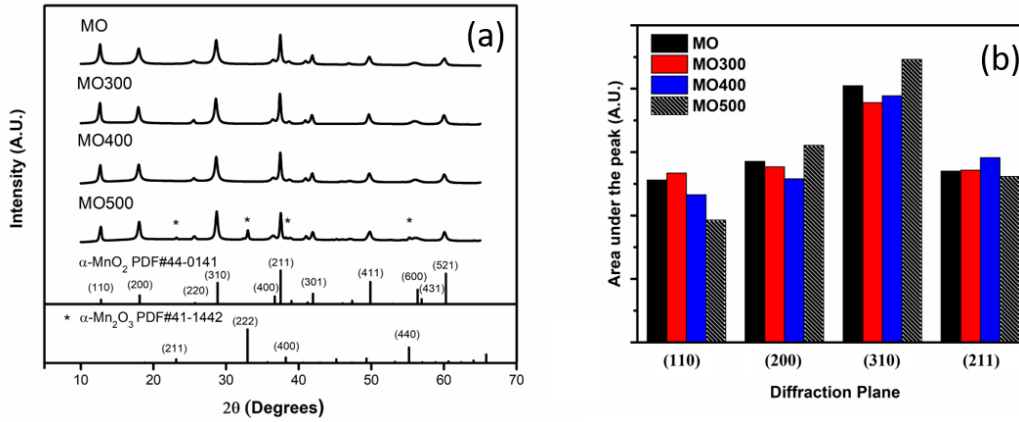 (a)
MO
MO300
MO400
MO500
* * * *
α-MnO₂ PDF#44-0141
(110) (200) (220) (310) (400) (211) (301) (411) (600) (431) (521)
* α-Mn₂O₃ PDF#41-1442
(211) (222) (400) (440)
Intensity (A.U.)
10 20 30 40 50 60 70
2θ (Degrees)
(b)
MO
MO300
MO400
MO500
Area under the peak (A.U.)
(110) (200) (310) (211)
Diffraction Plane